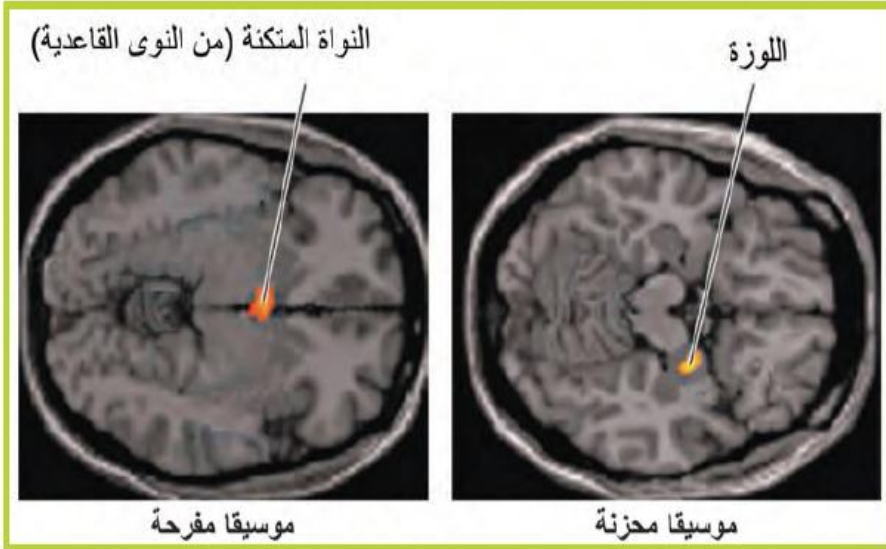 اللوزة
النواة المتكئة (من النوى القاعدية)
موسيقا محزنة
موسيقا مفرحة